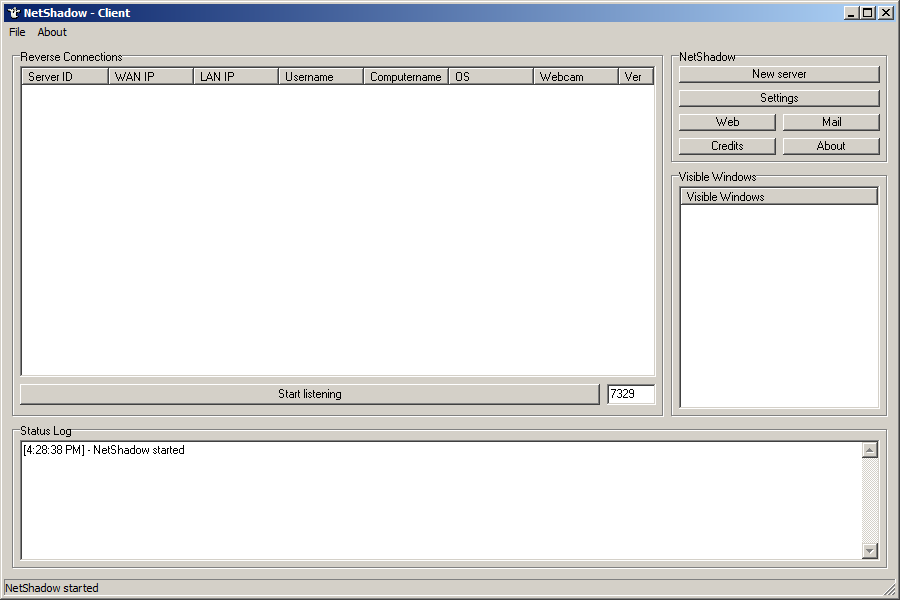 NetShadow - Client
File About
Reverse Connections
Server ID WAN IP LAN IP Username Computername OS Webcam Ver
Start listening 7329
NetShadow
New server
Settings
Web Mail
Credits About
Visible Windows
Visible Windows
Status Log
[4:28:38 PM] - NetShadow started
NetShadow started